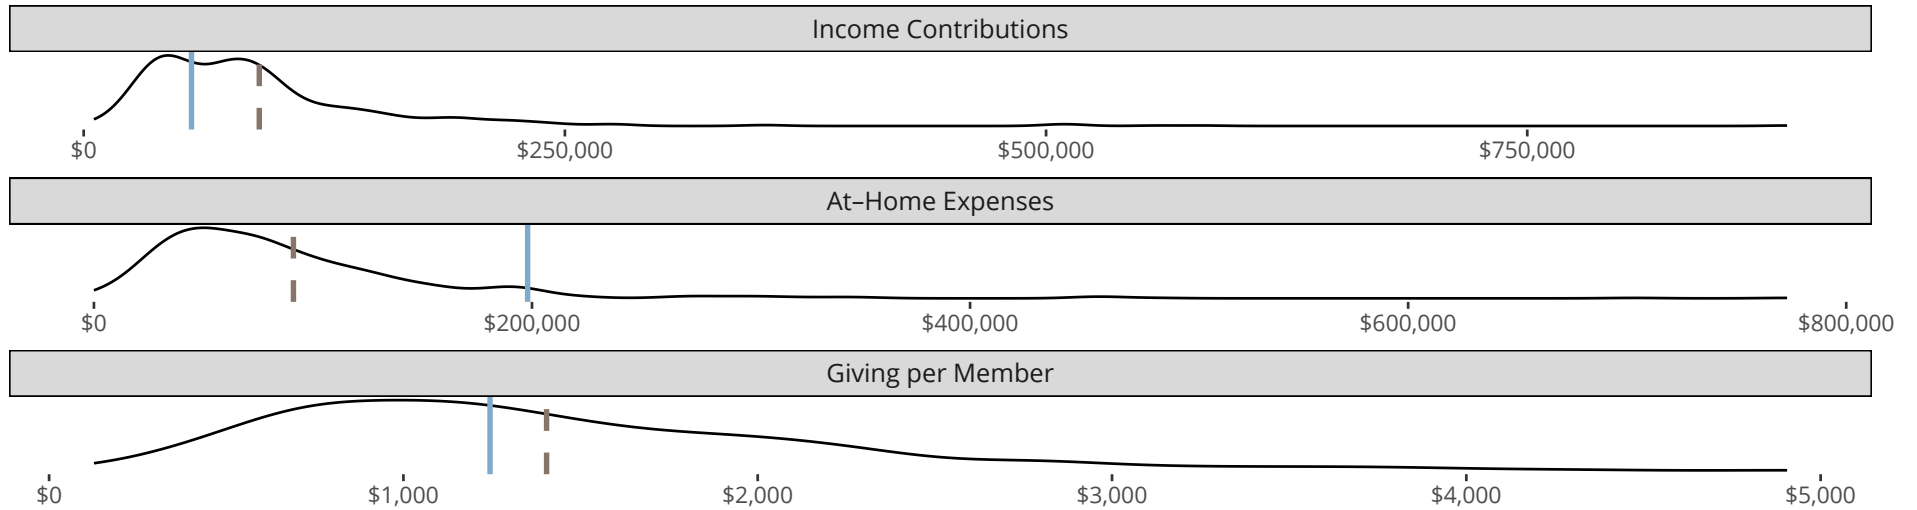 Income Contributions
$0 $250,000 $500,000 $750,000
At–Home Expenses
$0 $200,000 $400,000 $600,000 $800,000
Giving per Member
$0 $1,000 $2,000 $3,000 $4,000 $5,000